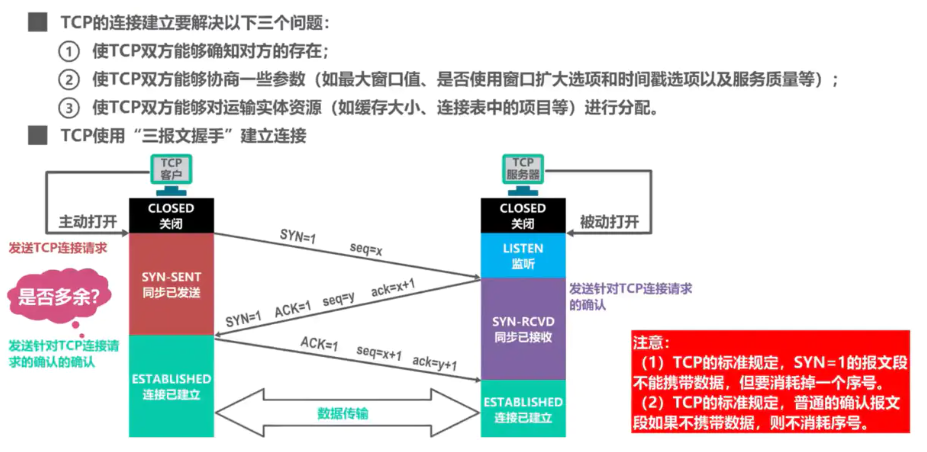 TCP的连接建立要解决以下三个问题：
① 使TCP双方能够确知对方的存在；
② 使TCP双方能够协商一些参数（如最大窗口值、是否使用窗口扩大选项和时间戳选项以及服务质量等）；
③ 使TCP双方能够对运输实体资源（如缓存大小、连接表中的项目等）进行分配。
TCP使用“三报文握手”建立连接
TCP
客户
TCP
服务器
主动打开
CLOSED
关闭
CLOSED
关闭
被动打开
发送TCP连接请求
SYN=1 seq=x
LISTEN
监听
SYN-SENT
同步已发送
是否多余？
发送针对TCP连接请求
的确认
SYN=1 ACK=1 seq=y ack=x+1
SYN-RCVD
同步已接收
发送针对TCP连接请
求的确认的确认
ACK=1 seq=x+1 ack=y+1
ESTABLISHED
连接已建立
数据传输
ESTABLISHED
连接已建立
注意：
（1）TCP的标准规定，SYN=1的报文段
不能携带数据，但要消耗掉一个序号。
（2）TCP的标准规定，普通的确认报文
段如果不携带数据，则不消耗序号。